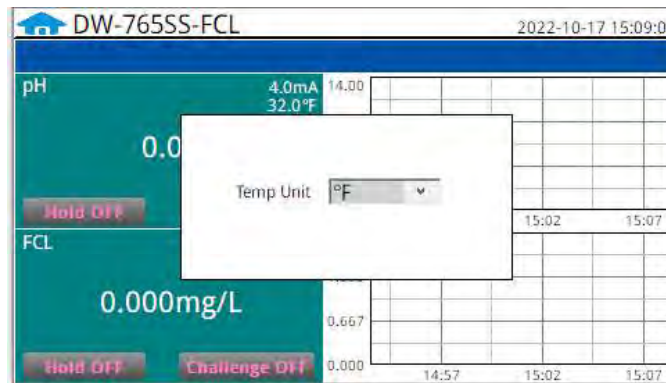 DW-765SS-FCL
2022-10-17 15:09:0
pH
4.0mA
32.0°F
14.00
0.0
Temp Unit
°F
Hold OFF
15:02
15:07
FCL
0.000mg/L
0.667
Hold OFF
Challenge OFF
0.000
14:57
15:02
15:07